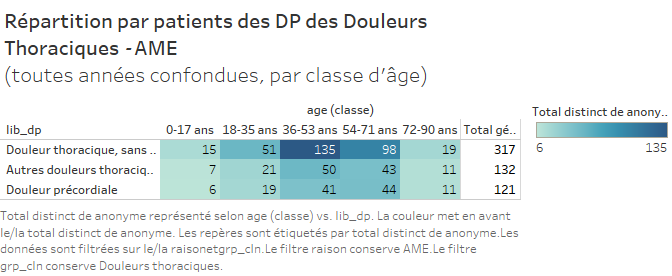 Répartition par patients des DP des Douleurs
Thoraciques - AME
(toutes années confondues, par classe d'âge)
age (classe)
Total distinct de anony..
lib_dp 0-17 ans 18-35 ans 36-53 ans 54-71 ans 72-90 ans Total gé..
6 135
Douleur thoracique, sans .. 15 51 135 98 19 317
Autres douleurs thoraciq.. 7 21 50 43 11 132
Douleur précordiale 6 19 41 44 11 121
Total distinct de anonyme représenté selon age (classe) vs. lib_dp. La couleur met en avant
le/la total distinct de anonyme. Les repères sont étiquetés par total distinct de anonyme.Les
données sont filtrées sur le/la raisonetgrp_cln.Le filtre raison conserve AME.Le filtre
grp_cln conserve Douleurs thoraciques.